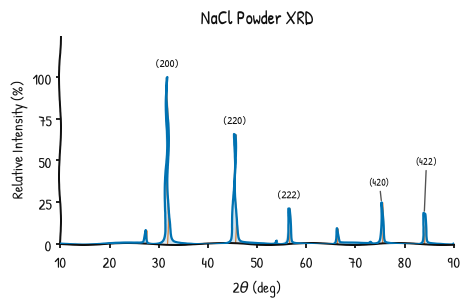 NaCl Powder XRD
Relative Intensity (%)
100
75
50
25
0
(200)
(220)
(222)
(420)
(422)
10 20 30 40 50 60 70 80 90
2θ (deg)